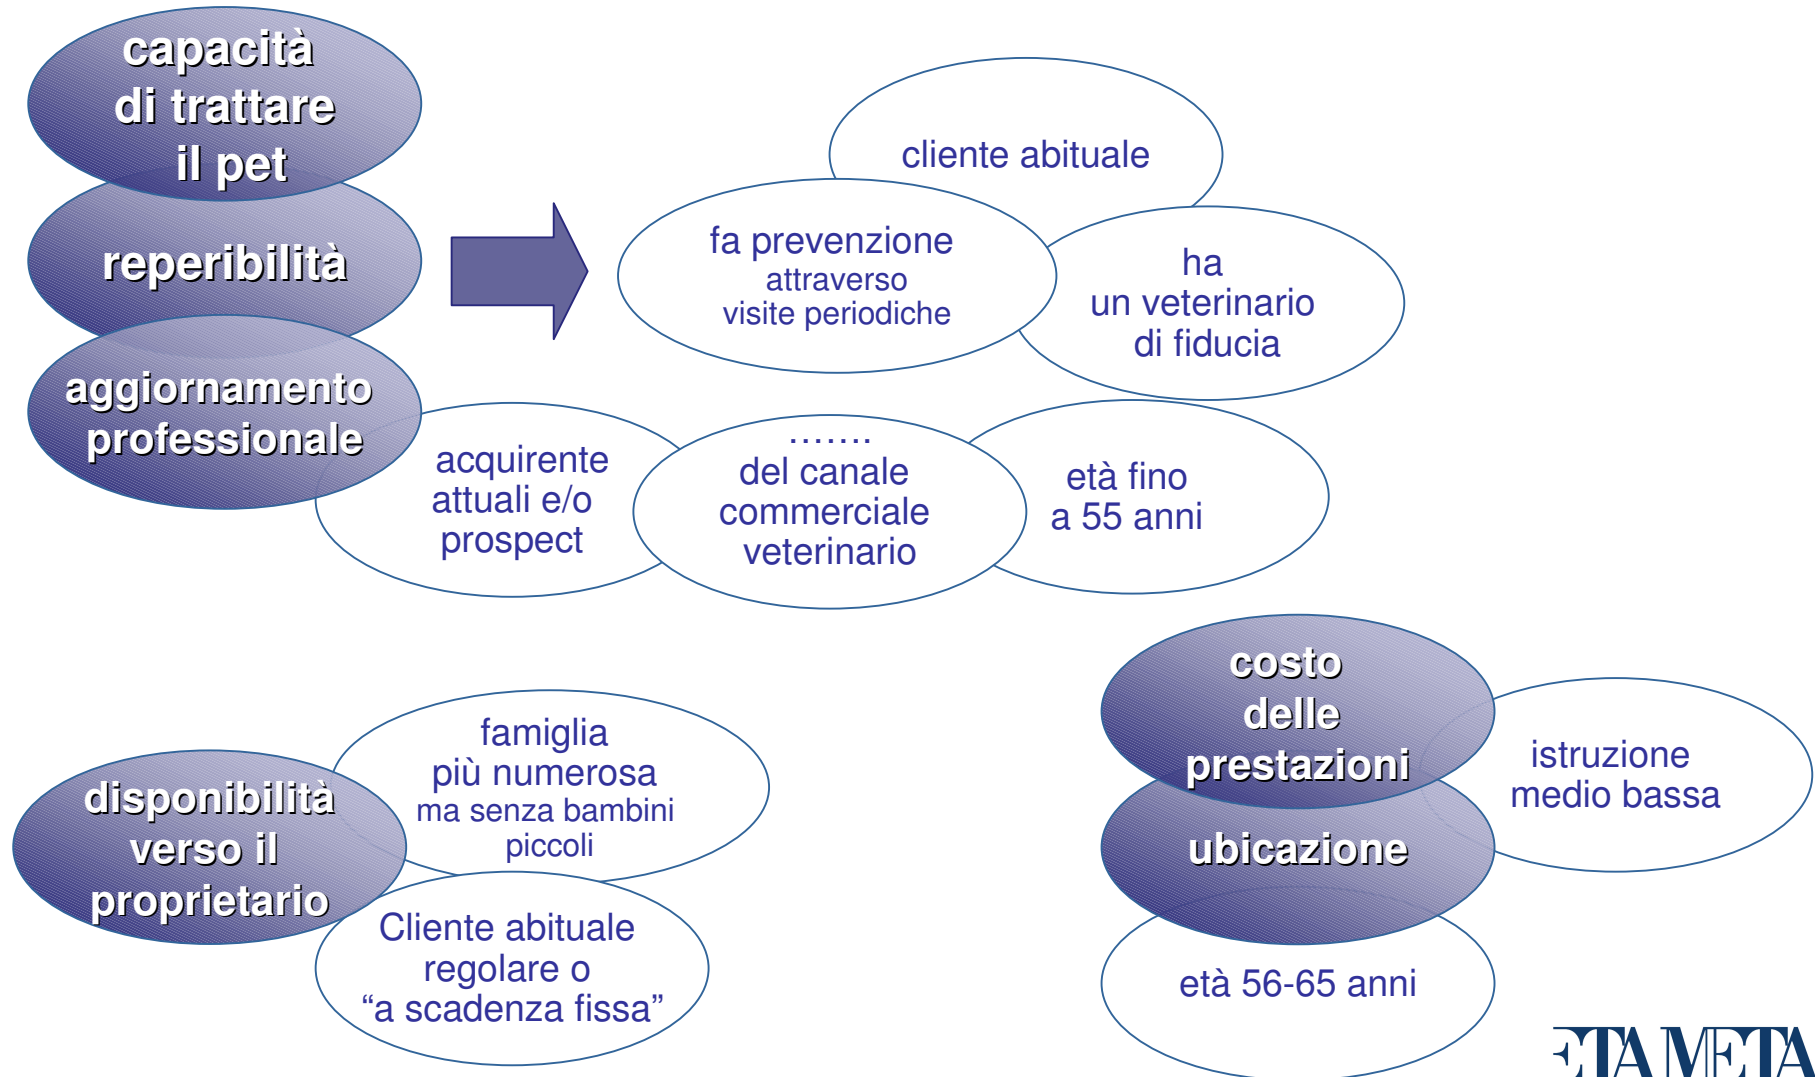 capacità
di trattare
il pet
reperibilità
aggiornamento
professionale
cliente abituale
fa prevenzione
attraverso
visite periodiche
ha
un veterinario
di fiducia
acquirente
attuali e/o
prospect
…….
del canale
commerciale
veterinario
età fino
a 55 anni
disponibilità
verso il
proprietario
famiglia
più numerosa
ma senza bambini
piccoli
Cliente abituale
regolare o
“a scadenza fissa”
costo
delle
prestazioni
ubicazione
istruzione
medio bassa
età 56-65 anni
ETA META